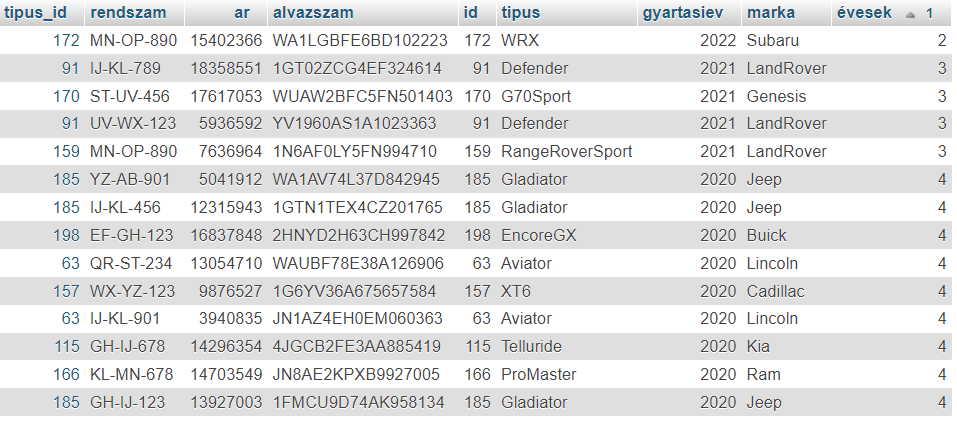 tipus_id rendszam ar alvazszam id tipus gyartasiev marka évesek 1
172 MN-OP-890 15402366 WA1LGBFE6BD102223 172 WRX 2022 Subaru 2
91 IJ-KL-789 18358551 1GT02ZCG4EF324614 91 Defender 2021 LandRover 3
170 ST-UV-456 17617053 WUAW2BFC5FN501403 170 G70Sport 2021 Genesis 3
91 UV-WX-123 5936592 YV1960AS1A1023363 91 Defender 2021 LandRover 3
159 MN-OP-890 7636964 1N6AF0LY5FN994710 159 RangeRoverSport 2021 LandRover 3
185 YZ-AB-901 5041912 WA1AV74L37D842945 185 Gladiator 2020 Jeep 4
185 IJ-KL-456 12315943 1GTN1TEX4CZ201765 185 Gladiator 2020 Jeep 4
198 EF-GH-123 16837848 2HNYD2H63CH997842 198 EncoreGX 2020 Buick 4
63 QR-ST-234 13054710 WAUBF78E38A126906 63 Aviator 2020 Lincoln 4
157 WX-YZ-123 9876527 1G6YV36A675657584 157 XT6 2020 Cadillac 4
63 IJ-KL-901 3940835 JN1AZ4EH0EM060363 63 Aviator 2020 Lincoln 4
115 GH-IJ-678 14296354 4JGCB2FE3AA885419 115 Telluride 2020 Kia 4
166 KL-MN-678 14703549 JN8AE2KPXB9927005 166 ProMaster 2020 Ram 4
185 GH-IJ-123 13927003 1FMCU9D74AK958134 185 Gladiator 2020 Jeep 4